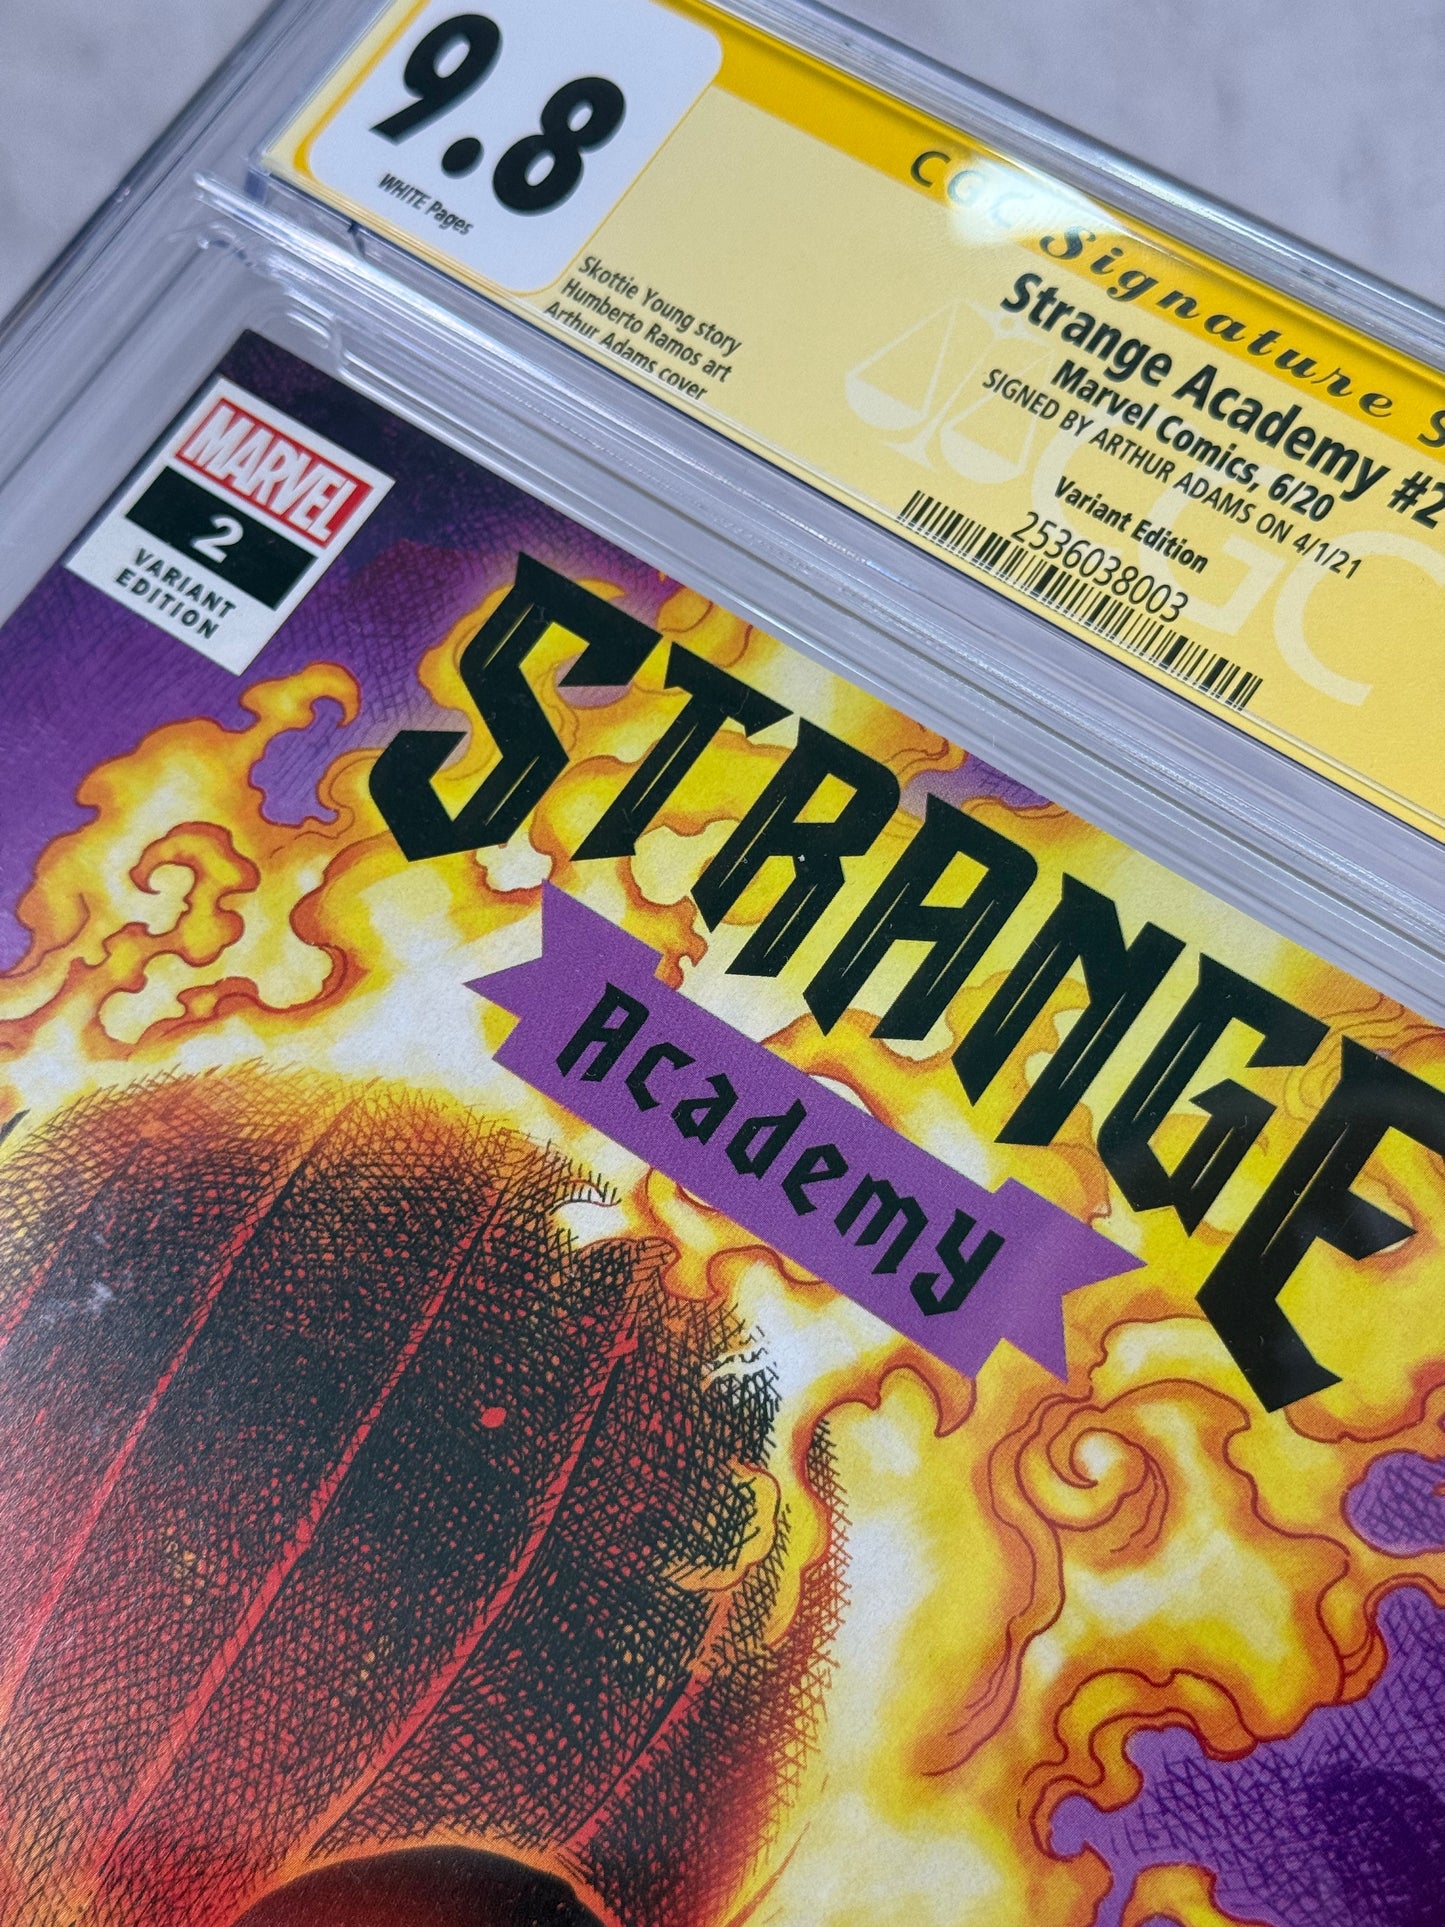 9.8
WHITE Pages
CGC Signature S
Skottie Young story
Humberto Ramos art
Arthur Adams cover
Strange Academy #2
Marvel Comics, 6/20
SIGNED BY ARTHUR ADAMS ON 4/1/21
Variant Edition
2536038003
CGC
MARVEL
2
VARIANT
EDITION
STRANGE
Academy